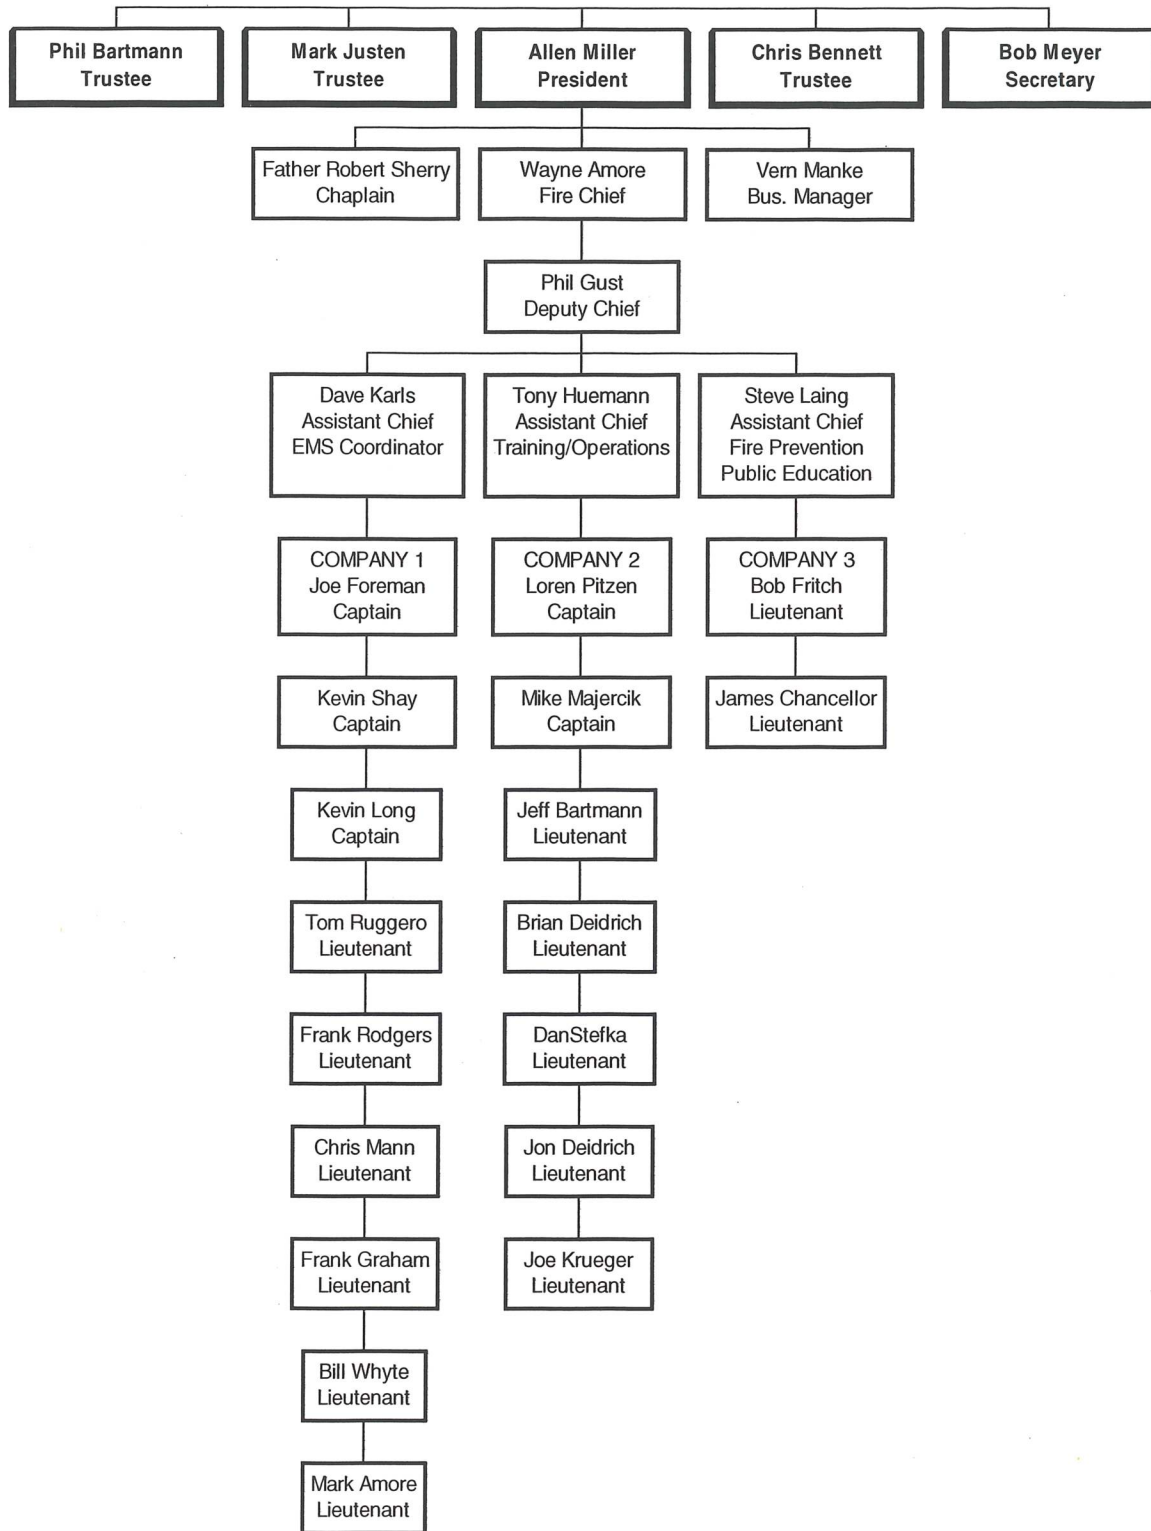 Phil Bartmann
Trustee
Mark Justen
Trustee
Allen Miller
President
Chris Bennett
Trustee
Bob Meyer
Secretary
Father Robert Sherry
Chaplain
Wayne Amore
Fire Chief
Vern Manke
Bus. Manager
Phil Gust
Deputy Chief
Dave Karls
Assistant Chief
EMS Coordinator
Tony Huemann
Assistant Chief
Training/Operations
Steve Laing
Assistant Chief
Fire Prevention
Public Education
COMPANY 1
Joe Foreman
Captain
COMPANY 2
Loren Pitzen
Captain
COMPANY 3
Bob Fritch
Lieutenant
Kevin Shay
Captain
Mike Majercik
Captain
James Chancellor
Lieutenant
Kevin Long
Captain
Jeff Bartmann
Lieutenant
Tom Ruggero
Lieutenant
Brian Deidrich
Lieutenant
Frank Rodgers
Lieutenant
DanStefka
Lieutenant
Chris Mann
Lieutenant
Jon Deidrich
Lieutenant
Frank Graham
Lieutenant
Joe Krueger
Lieutenant
Bill Whyte
Lieutenant
Mark Amore
Lieutenant